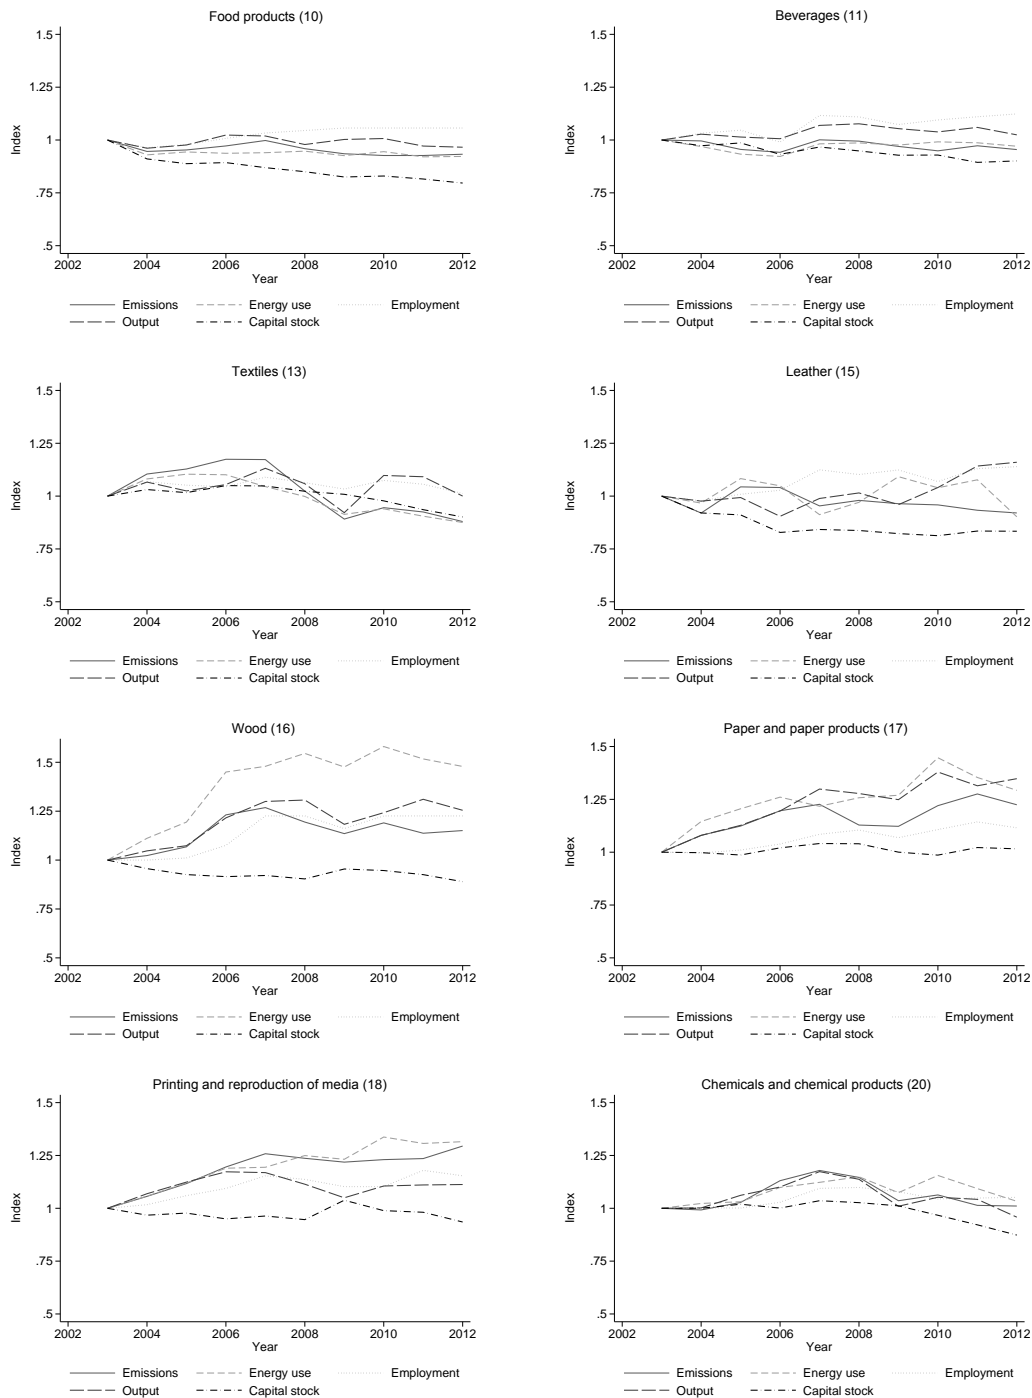 Food products (10)
1.5
1.25
1
.75
.5
Index
2002 2004 2006 2008 2010 2012
Year
Emissions Energy use Employment
Output Capital stock
Beverages (11)
1.5
1.25
1
.75
.5
Index
2002 2004 2006 2008 2010 2012
Year
Emissions Energy use Employment
Output Capital stock
Textiles (13)
1.5
1.25
1
.75
.5
Index
2002 2004 2006 2008 2010 2012
Year
Emissions Energy use Employment
Output Capital stock
Leather (15)
1.5
1.25
1
.75
.5
Index
2002 2004 2006 2008 2010 2012
Year
Emissions Energy use Employment
Output Capital stock
Wood (16)
1.5
1.25
1
.75
.5
Index
2002 2004 2006 2008 2010 2012
Year
Emissions Energy use Employment
Output Capital stock
Paper and paper products (17)
1.5
1.25
1
.75
.5
Index
2002 2004 2006 2008 2010 2012
Year
Emissions Energy use Employment
Output Capital stock
Printing and reproduction of media (18)
1.5
1.25
1
.75
.5
Index
2002 2004 2006 2008 2010 2012
Year
Emissions Energy use Employment
Output Capital stock
Chemicals and chemical products (20)
1.5
1.25
1
.75
.5
Index
2002 2004 2006 2008 2010 2012
Year
Emissions Energy use Employment
Output Capital stock